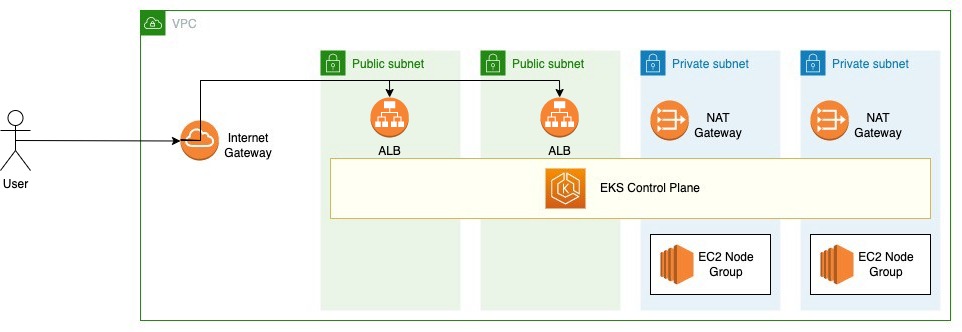 VPC
Public subnet
Public subnet
Private subnet
Private subnet
User
Internet
Gateway
ALB
ALB
NAT
Gateway
NAT
Gateway
EKS Control Plane
EC2 Node
Group
EC2 Node
Group